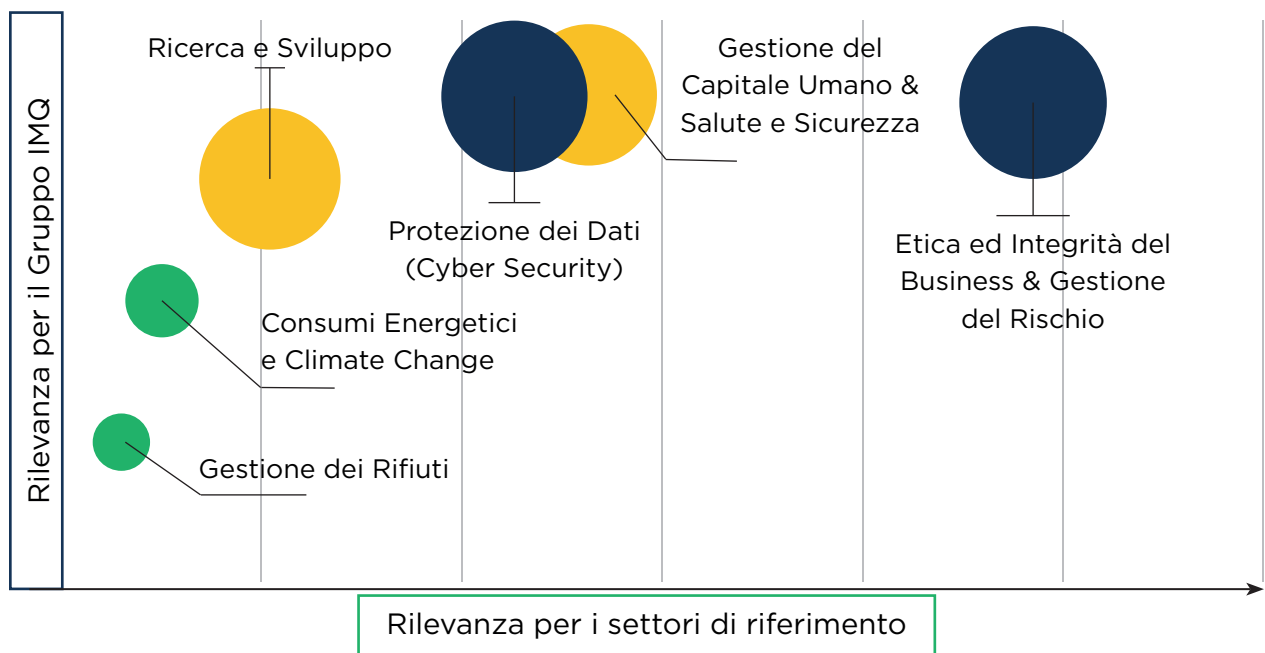 Rilevanza per il Gruppo IMQ
Ricerca e Sviluppo
Gestione del
Capitale Umano &
Salute e Sicurezza
Protezione dei Dati
(Cyber Security)
Etica ed Integrità del
Business & Gestione
del Rischio
Consumi Energetici
e Climate Change
Gestione dei Rifiuti
Rilevanza per i settori di riferimento